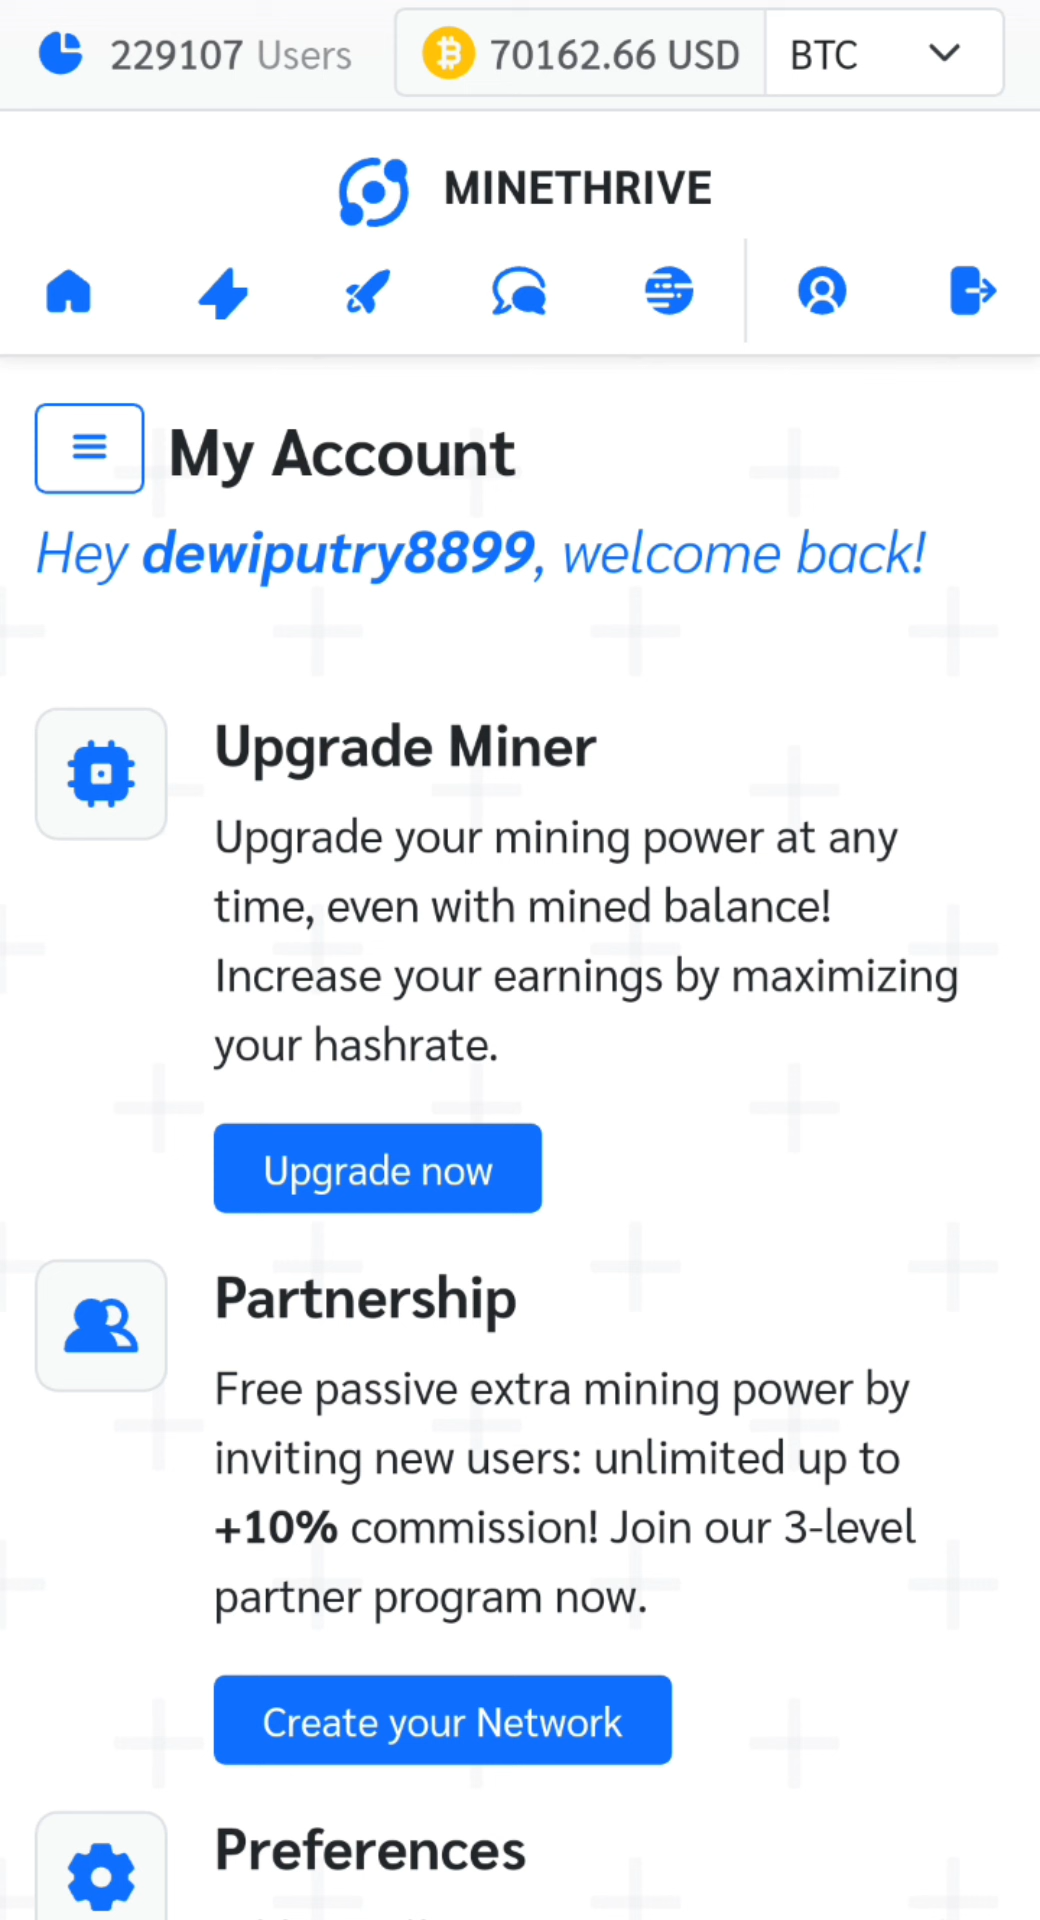 229107 Users
70162.66 USD
BTC
MINETHRIVE
My Account
Hey dewiputry8899, welcome back!
Upgrade Miner
Upgrade your mining power at any
time, even with mined balance!
Increase your earnings by maximizing
your hashrate.
Upgrade now
Partnership
Free passive extra mining power by
inviting new users: unlimited up to
+10% commission! Join our 3-level
partner program now.
Create your Network
Preferences